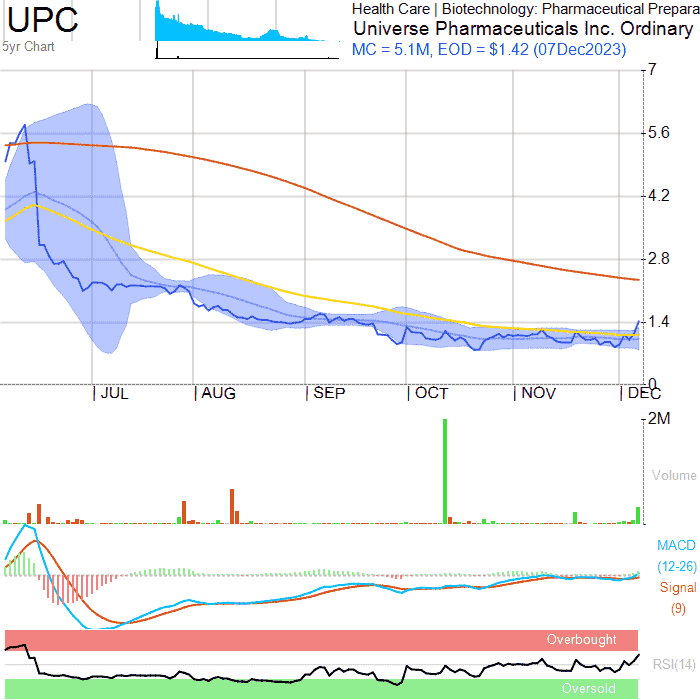 UPC
5yr Chart
Health Care | Biotechnology: Pharmaceutical Prepara
Universe Pharmaceuticals Inc. Ordinary
MC = 5.1M, EOD = $1.42 (07Dec2023)
7
5.6
4.2
2.8
1.4
0
JUL
AUG
SEP
OCT
NOV
DEC
2M
Volume
MACD
(12-26)
Signal
(9)
Overbought
RSI(14)
Oversold